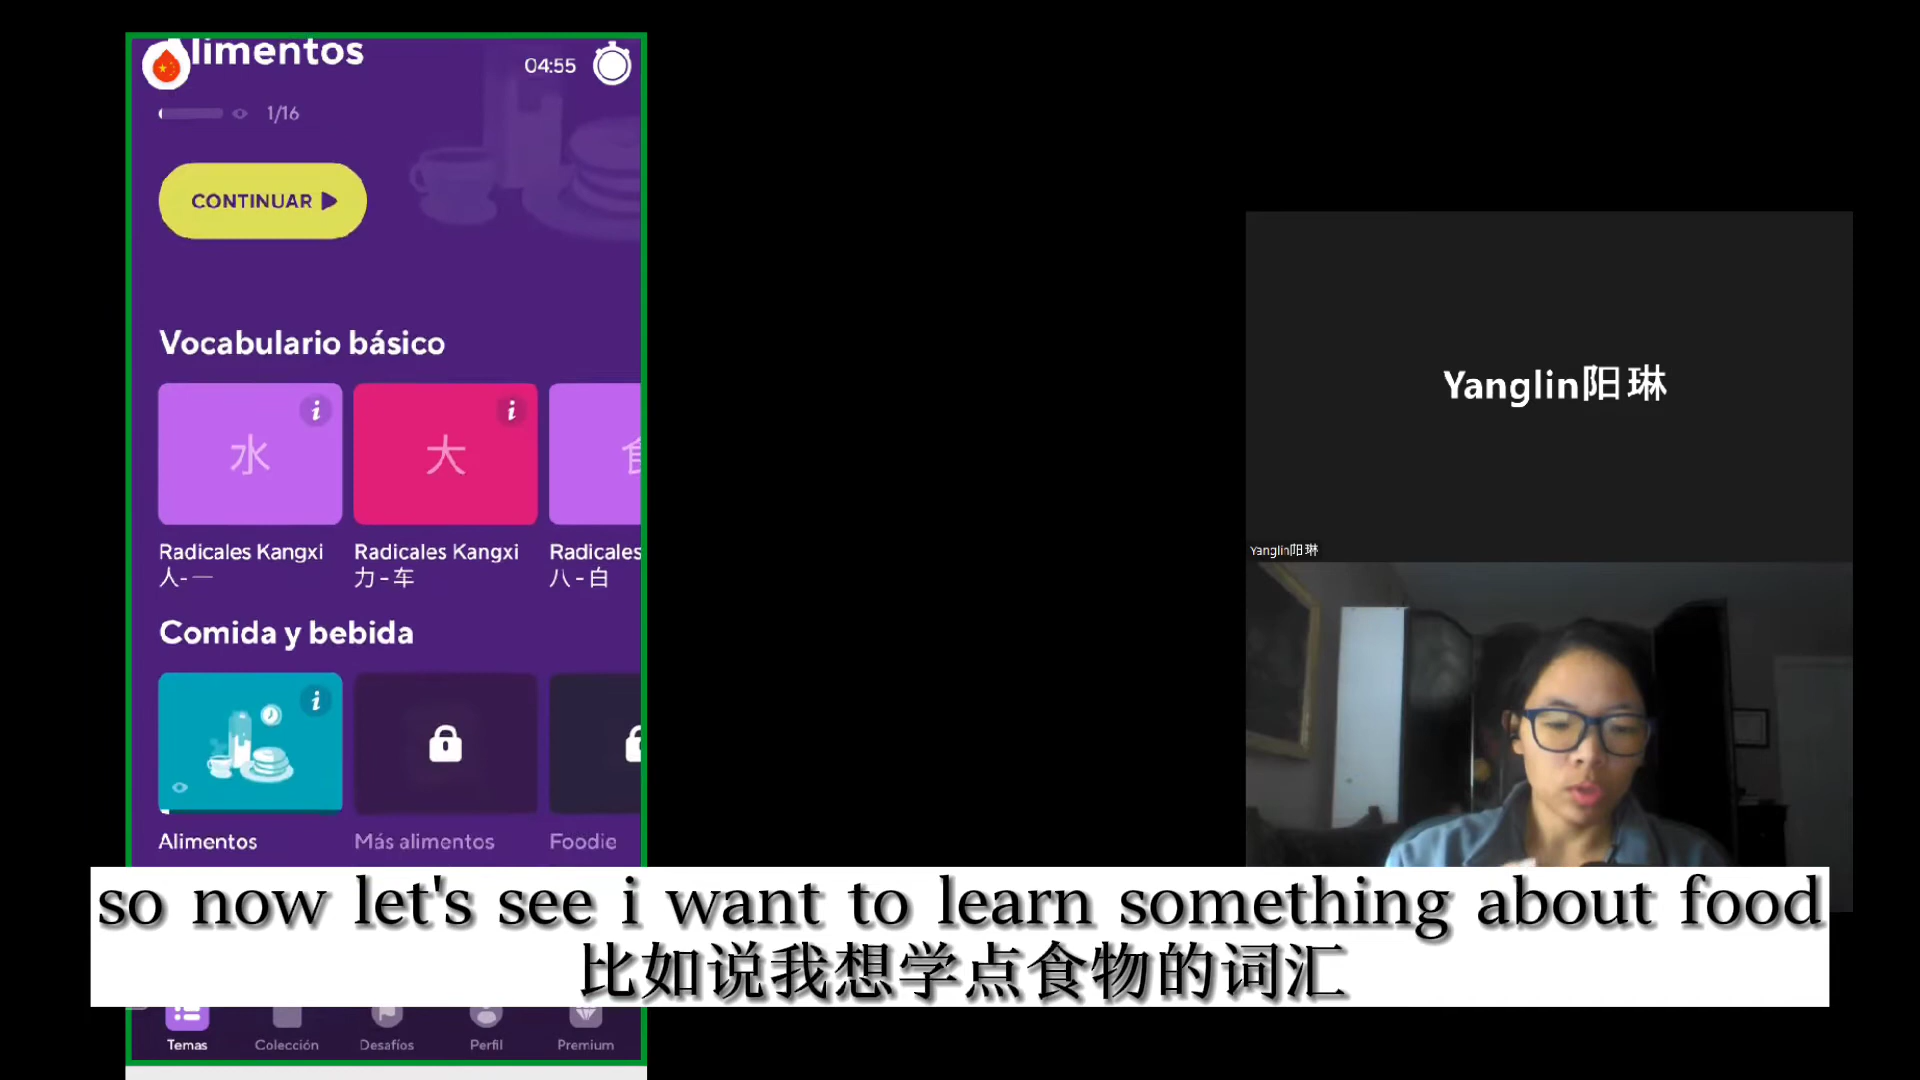 limentos
04:55
1/16
CONTINUAR
Vocabulario básico
水
大
Radicales Kangxi
人-一
Radicales Kangxi
力-车
Radicales
八-白
Comida y bebida
Alimentos
Más alimentos
Foodie
Temas
Colección
Desafíos
Perfil
Premium
Yanglin阳琳
Yanglin阳琳
so now let's see i want to learn something about food
比如说我想学点食物的词汇